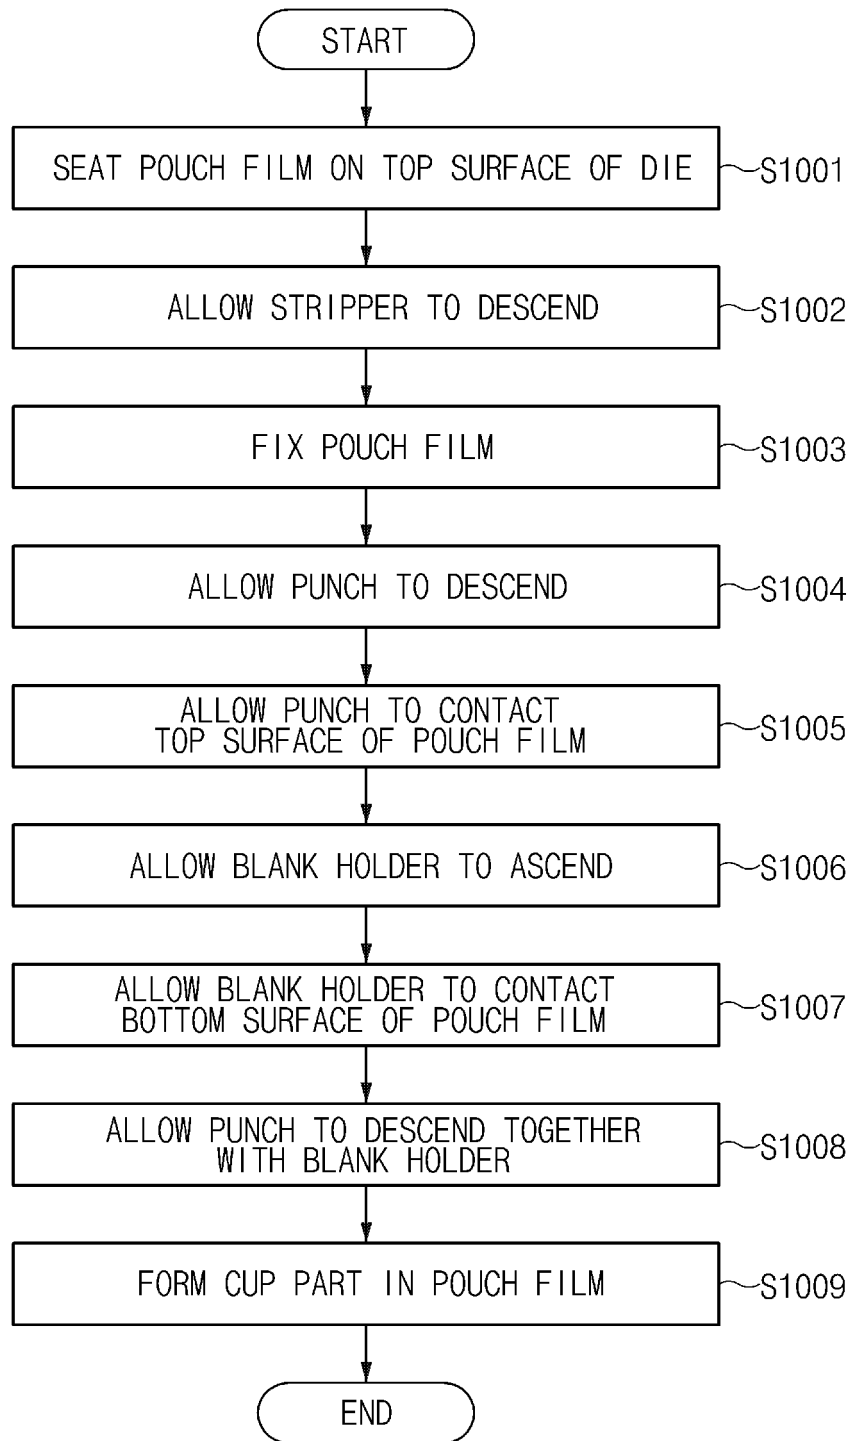 START
SEAT POUCH FILM ON TOP SURFACE OF DIE
S1001
ALLOW STRIPPER TO DESCEND
S1002
FIX POUCH FILM
S1003
ALLOW PUNCH TO DESCEND
S1004
ALLOW PUNCH TO CONTACT
TOP SURFACE OF POUCH FILM
S1005
ALLOW BLANK HOLDER TO ASCEND
S1006
ALLOW BLANK HOLDER TO CONTACT
BOTTOM SURFACE OF POUCH FILM
S1007
ALLOW PUNCH TO DESCEND TOGETHER
WITH BLANK HOLDER
S1008
FORM CUP PART IN POUCH FILM
S1009
END